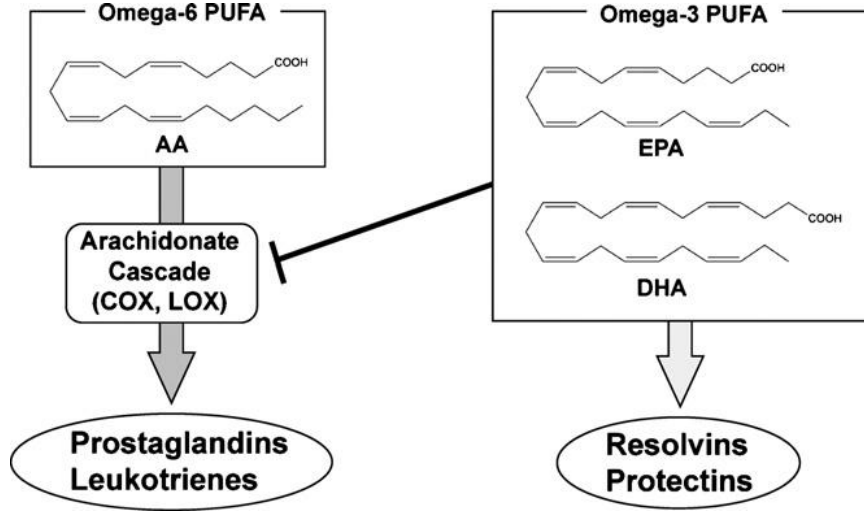 Omega-6 PUFA
COOH
AA
Arachidonate
Cascade
(COX, LOX)
Prostaglandins
Leukotrienes
Omega-3 PUFA
COOH
EPA
COOH
DHA
Resolvins
Protectins